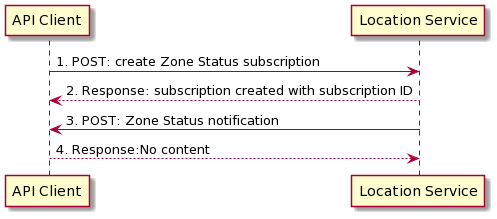 API Client
Location Service
1. POST: create Zone Status subscription
2. Response: subscription created with subscription ID
3. POST: Zone Status notification
4. Response:No content
API Client
Location Service